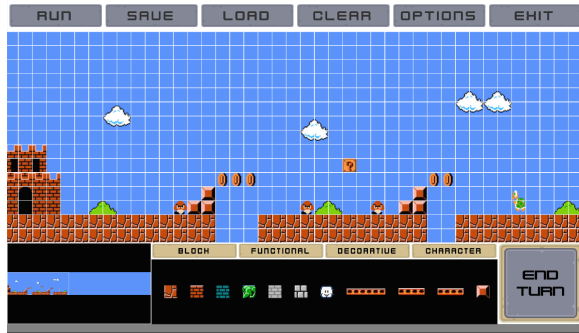 RUN SAVE LOAD CLEAR OPTIONS EXIT
?
BLOCK FUNCTIONAL DECORATIVE CHARACTER
END
TURN